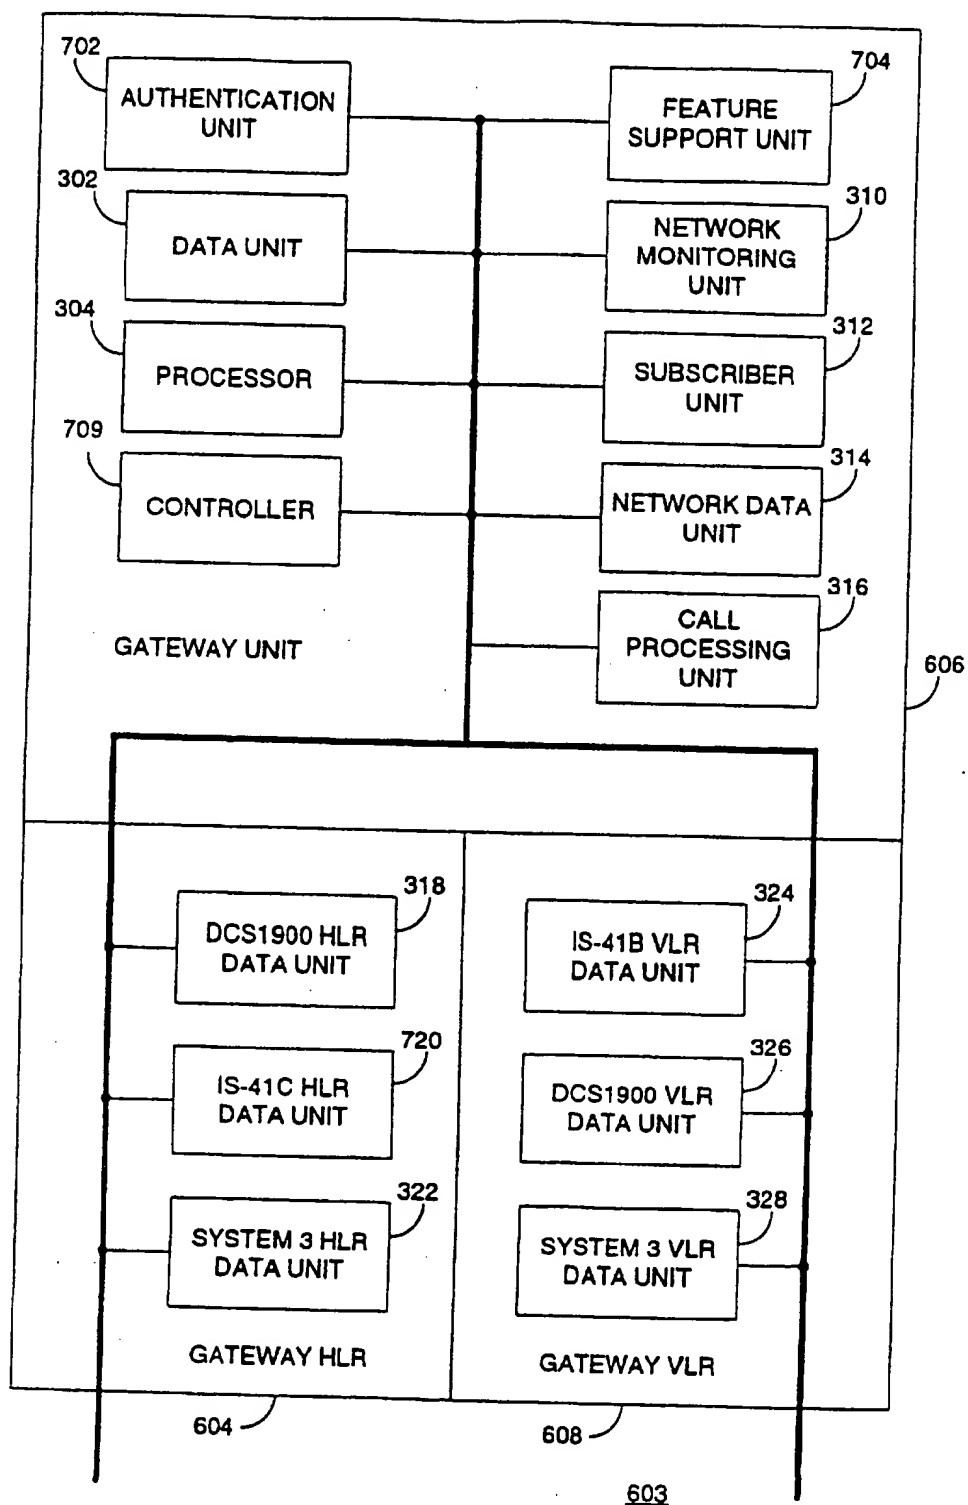 702
AUTHENTICATION
UNIT
704
FEATURE
SUPPORT UNIT
302
DATA UNIT
310
NETWORK
MONITORING
UNIT
304
PROCESSOR
312
SUBSCRIBER
UNIT
709
CONTROLLER
314
NETWORK DATA
UNIT
316
CALL
PROCESSING
UNIT
GATEWAY UNIT
606
318
DCS1900 HLR
DATA UNIT
324
IS-41B VLR
DATA UNIT
720
IS-41C HLR
DATA UNIT
326
DCS1900 VLR
DATA UNIT
322
SYSTEM 3 HLR
DATA UNIT
328
SYSTEM 3 VLR
DATA UNIT
GATEWAY HLR
GATEWAY VLR
604
608
603